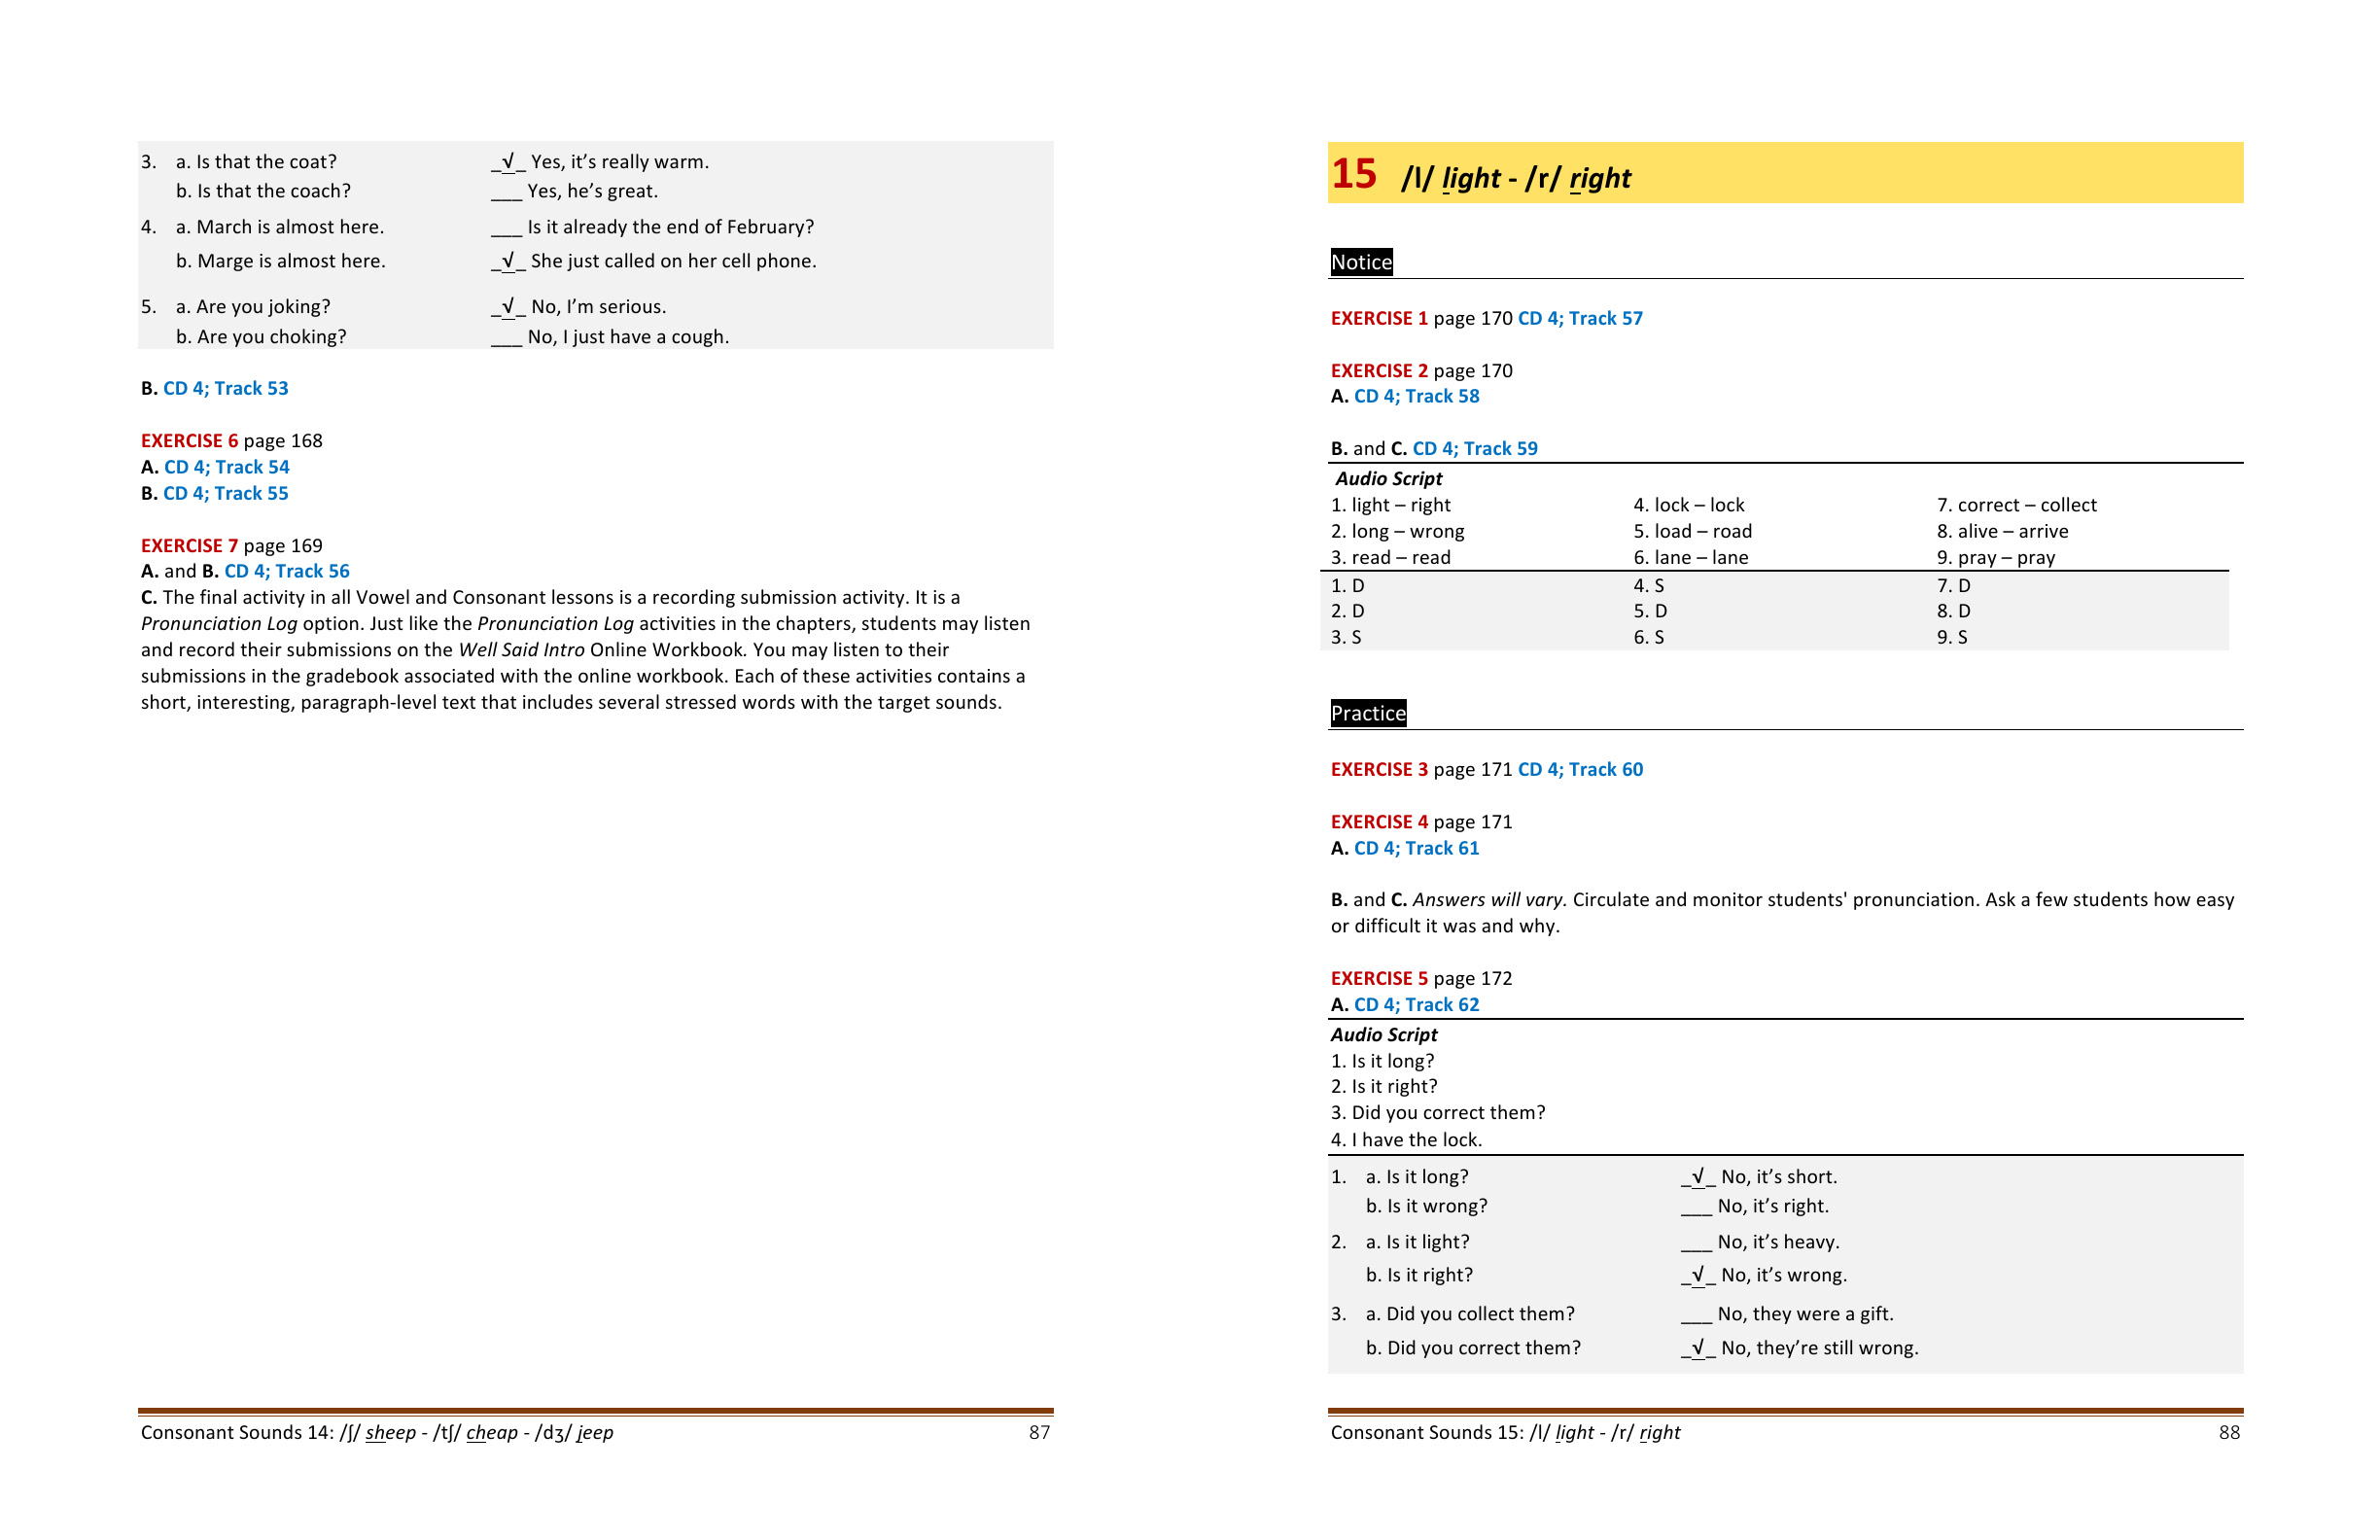 3. a. Is that the coat? _√_ Yes, it’s really warm.
b. Is that the coach? ___ Yes, he’s great.
4. a. March is almost here. ___ Is it already the end of February?
b. Marge is almost here. _√_ She just called on her cell phone.
5. a. Are you joking? _√_ No, I’m serious.
b. Are you choking? ___ No, I just have a cough.
B. CD 4; Track 53
EXERCISE 6 page 168
A. CD 4; Track 54
B. CD 4; Track 55
EXERCISE 7 page 169
A. and B. CD 4; Track 56
C. The final activity in all Vowel and Consonant lessons is a recording submission activity. It is a
Pronunciation Log option. Just like the Pronunciation Log activities in the chapters, students may listen
and record their submissions on the Well Said Intro Online Workbook. You may listen to their
submissions in the gradebook associated with the online workbook. Each of these activities contains a
short, interesting, paragraph-level text that includes several stressed words with the target sounds.
Consonant Sounds 14: /ʃ/ sheep - /tʃ/ cheap - /dʒ/ jeep 87
15 /l/ light - /r/ right
Notice
EXERCISE 1 page 170 CD 4; Track 57
EXERCISE 2 page 170
A. CD 4; Track 58
B. and C. CD 4; Track 59
Audio Script
1. light – right 4. lock – lock 7. correct – collect
2. long – wrong 5. load – road 8. alive – arrive
3. read – read 6. lane – lane 9. pray – pray
1. D 4. S 7. D
2. D 5. D 8. D
3. S 6. S 9. S
Practice
EXERCISE 3 page 171 CD 4; Track 60
EXERCISE 4 page 171
A. CD 4; Track 61
B. and C. Answers will vary. Circulate and monitor students' pronunciation. Ask a few students how easy
or difficult it was and why.
EXERCISE 5 page 172
A. CD 4; Track 62
Audio Script
1. Is it long?
2. Is it right?
3. Did you correct them?
4. I have the lock.
1. a. Is it long? _√_ No, it’s short.
b. Is it wrong? ___ No, it’s right.
2. a. Is it light? ___ No, it’s heavy.
b. Is it right? _√_ No, it’s wrong.
3. a. Did you collect them? ___ No, they were a gift.
b. Did you correct them? _√_ No, they’re still wrong.
Consonant Sounds 15: /l/ light - /r/ right 88